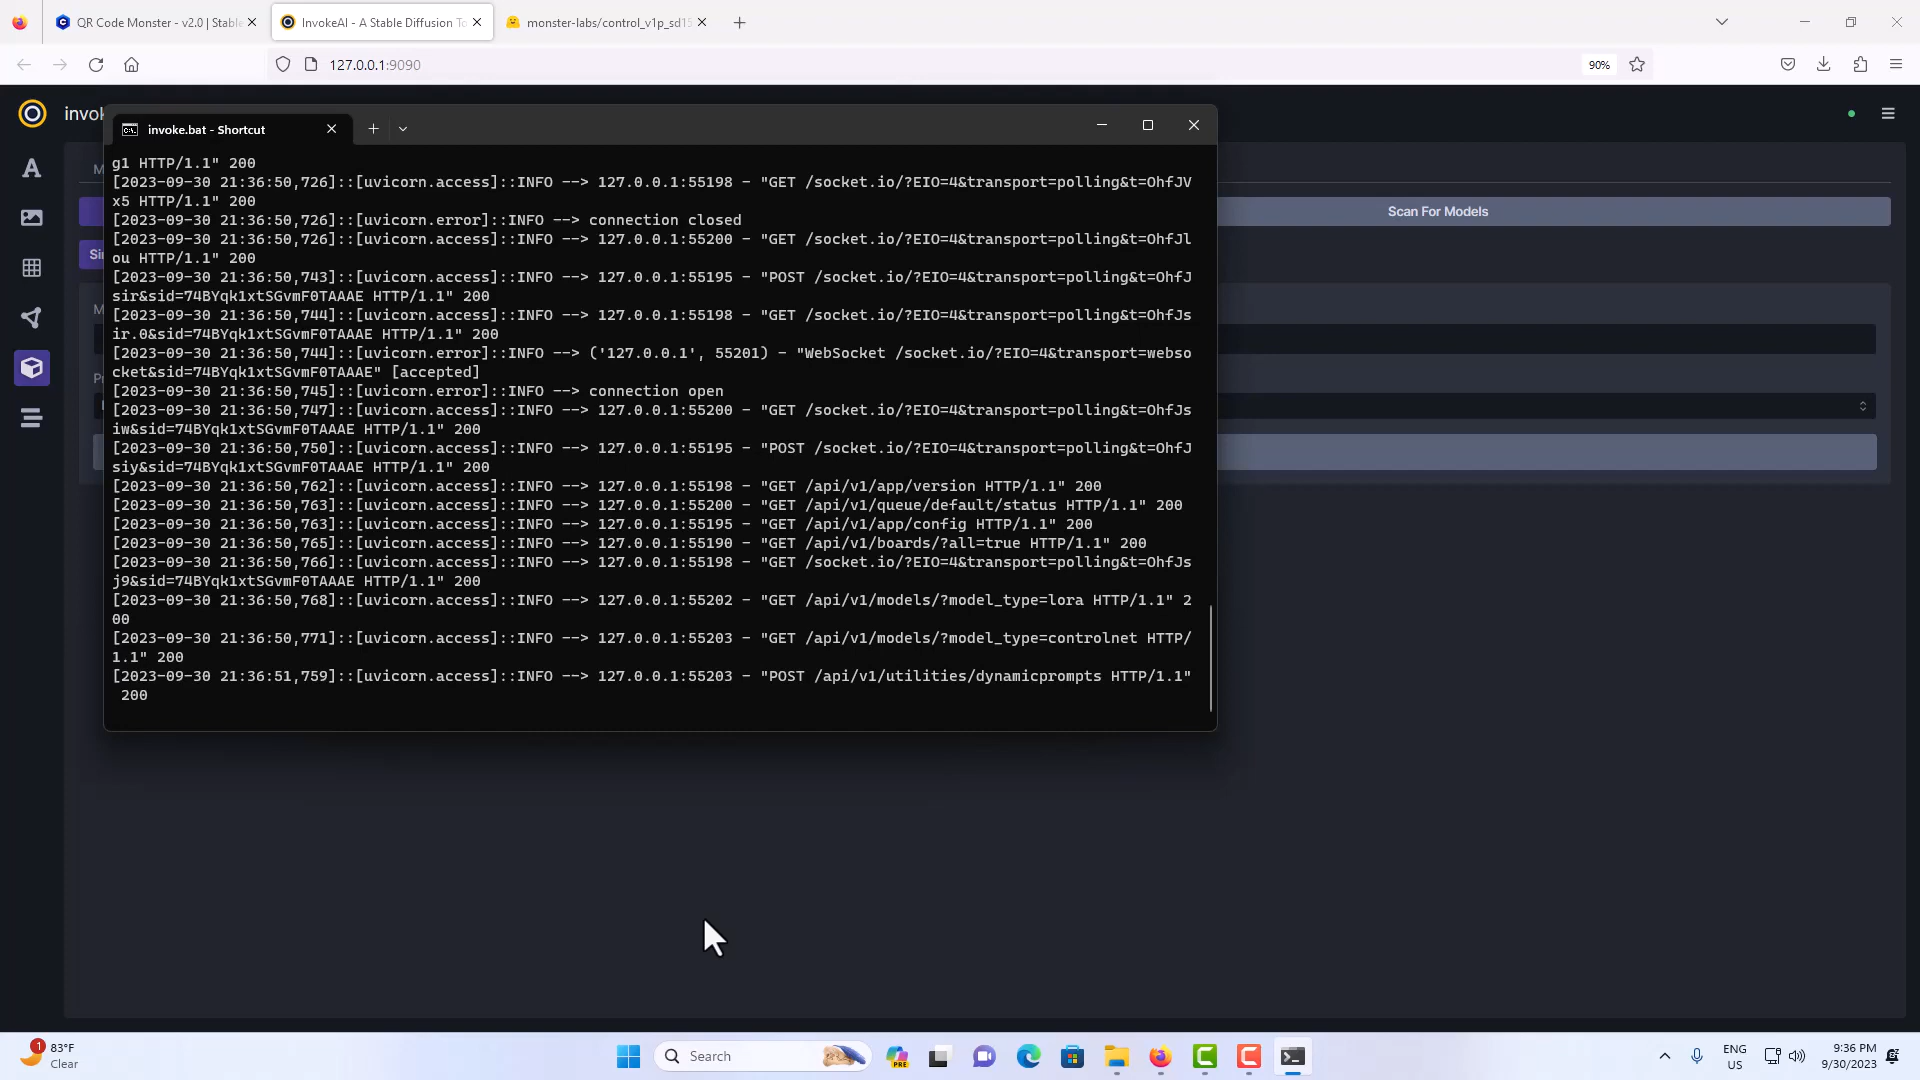 QR Code Monster - v2.0 | Stable
InvokeAI - A Stable Diffusion To
monster-labs/control_v1p_sd15
127.0.0.1:9090
90%
invok
invoke.bat - Shortcut
g1 HTTP/1.1" 200
[2023-09-30 21:36:50,726]::[uvicorn.access]::INFO --> 127.0.0.1:55198 - "GET /socket.io/?EIO=4&transport=polling&t=OhfJV
x5 HTTP/1.1" 200
[2023-09-30 21:36:50,726]::[uvicorn.error]::INFO --> connection closed
[2023-09-30 21:36:50,726]::[uvicorn.access]::INFO --> 127.0.0.1:55200 - "GET /socket.io/?EIO=4&transport=polling&t=OhfJl
ou HTTP/1.1" 200
[2023-09-30 21:36:50,743]::[uvicorn.access]::INFO --> 127.0.0.1:55195 - "POST /socket.io/?EIO=4&transport=polling&t=OhfJ
sir&sid=74BYqk1xtSGvmF0TAAAE HTTP/1.1" 200
[2023-09-30 21:36:50,744]::[uvicorn.access]::INFO --> 127.0.0.1:55198 - "GET /socket.io/?EIO=4&transport=polling&t=OhfJs
ir.0&sid=74BYqk1xtSGvmF0TAAAE HTTP/1.1" 200
[2023-09-30 21:36:50,744]::[uvicorn.error]::INFO --> ('127.0.0.1', 55201) - "WebSocket /socket.io/?EIO=4&transport=webso
cket&sid=74BYqk1xtSGvmF0TAAAE" [accepted]
[2023-09-30 21:36:50,745]::[uvicorn.error]::INFO --> connection open
[2023-09-30 21:36:50,747]::[uvicorn.access]::INFO --> 127.0.0.1:55200 - "GET /socket.io/?EIO=4&transport=polling&t=OhfJs
iw&sid=74BYqk1xtSGvmF0TAAAE HTTP/1.1" 200
[2023-09-30 21:36:50,750]::[uvicorn.access]::INFO --> 127.0.0.1:55195 - "POST /socket.io/?EIO=4&transport=polling&t=OhfJ
siy&sid=74BYqk1xtSGvmF0TAAAE HTTP/1.1" 200
[2023-09-30 21:36:50,762]::[uvicorn.access]::INFO --> 127.0.0.1:55198 - "GET /api/v1/app/version HTTP/1.1" 200
[2023-09-30 21:36:50,763]::[uvicorn.access]::INFO --> 127.0.0.1:55200 - "GET /api/v1/queue/default/status HTTP/1.1" 200
[2023-09-30 21:36:50,763]::[uvicorn.access]::INFO --> 127.0.0.1:55195 - "GET /api/v1/app/config HTTP/1.1" 200
[2023-09-30 21:36:50,765]::[uvicorn.access]::INFO --> 127.0.0.1:55190 - "GET /api/v1/boards/?all=true HTTP/1.1" 200
[2023-09-30 21:36:50,766]::[uvicorn.access]::INFO --> 127.0.0.1:55198 - "GET /socket.io/?EIO=4&transport=polling&t=OhfJs
j9&sid=74BYqk1xtSGvmF0TAAAE HTTP/1.1" 200
[2023-09-30 21:36:50,768]::[uvicorn.access]::INFO --> 127.0.0.1:55202 - "GET /api/v1/models/?model_type=lora HTTP/1.1" 2
00
[2023-09-30 21:36:50,771]::[uvicorn.access]::INFO --> 127.0.0.1:55203 - "GET /api/v1/models/?model_type=controlnet HTTP/
1.1" 200
[2023-09-30 21:36:51,759]::[uvicorn.access]::INFO --> 127.0.0.1:55203 - "POST /api/v1/utilities/dynamicprompts HTTP/1.1"
200
Scan For Models
1
83°F
Clear
Search
PRE
ENG
US
9:36 PM
9/30/2023